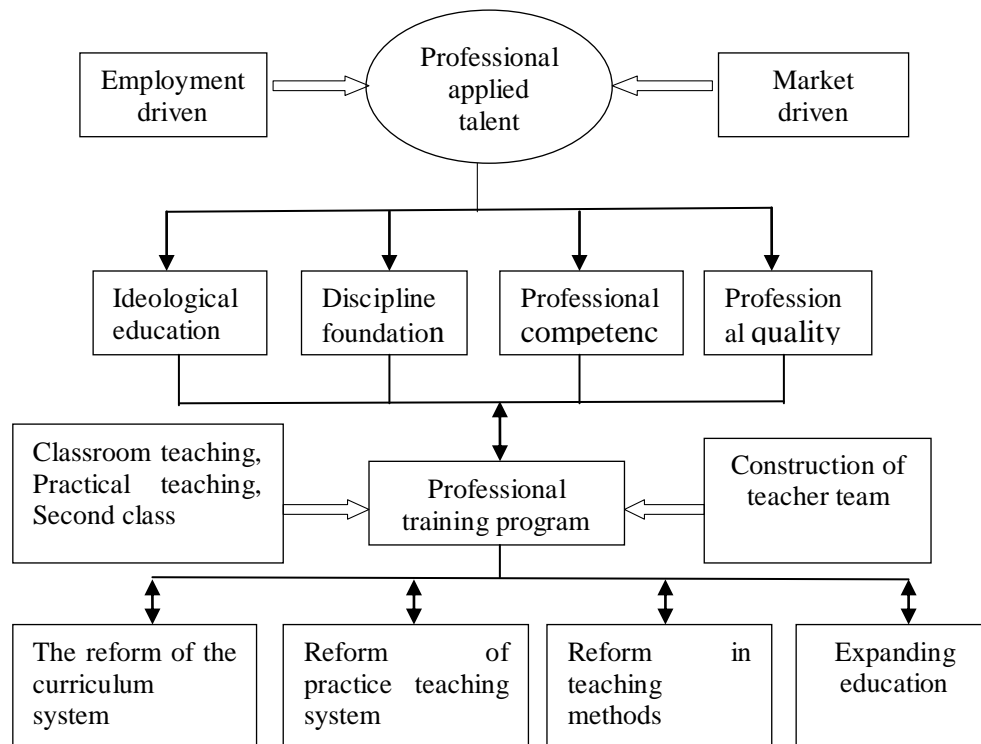 Employment
driven
Professional
applied
talent
Market
driven
Ideological
education
Discipline
foundation
Professional
competenc
Profession
al quality
Classroom teaching,
Practical teaching,
Second class
Professional
training program
Construction of
teacher team
The reform of the
curriculum
system
Reform of
practice teaching
system
Reform in
teaching
methods
Expanding
education